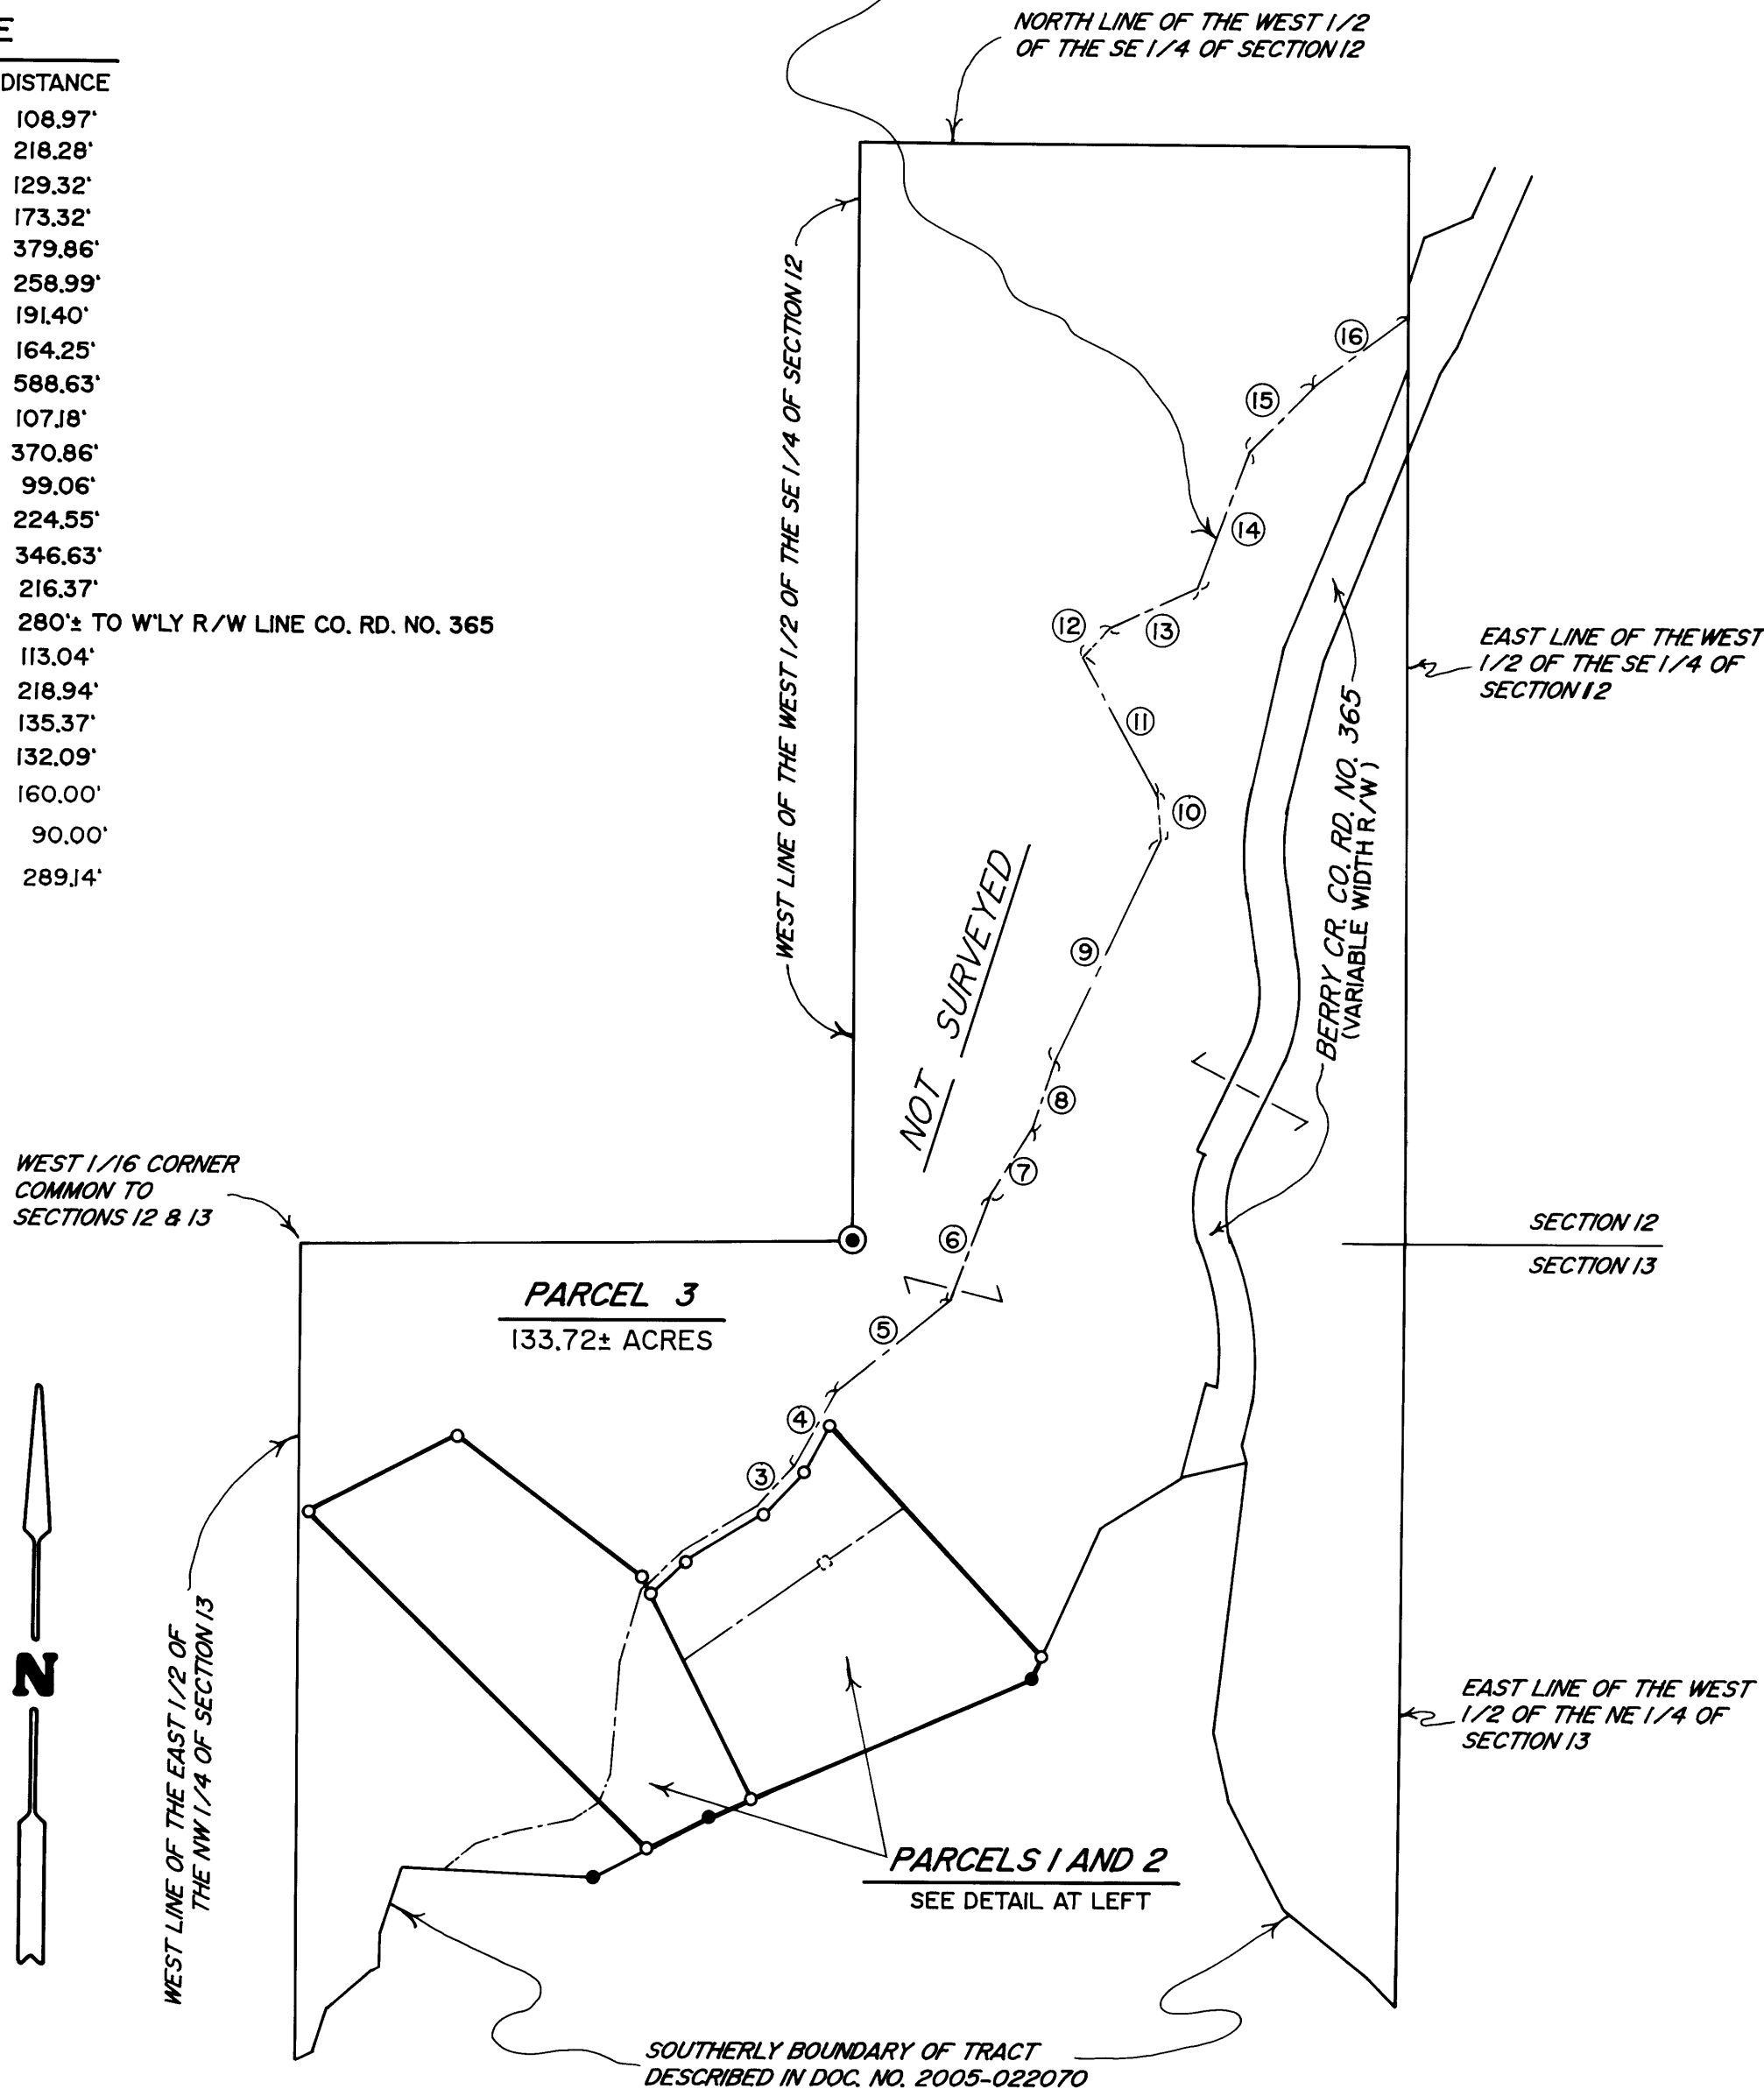 E
DISTANCE
108.97'
218.28'
129.32'
173.32'
379.86'
258.99'
191.40'
164.25'
588.63'
107.18'
370.86'
99.06'
224.55'
346.63'
216.37'
280'± TO W'LY R/W LINE CO. RD. NO. 365
113.04'
218.94'
135.37'
132.09'
160.00'
90.00'
289.14'
NORTH LINE OF THE WEST 1/2
OF THE SE 1/4 OF SECTION 12
WEST LINE OF THE WEST 1/2 OF THE SE 1/4 OF SECTION 12
16
15
14
13
12
11
10
9
8
7
6
5
4
3
EAST LINE OF THE WEST
1/2 OF THE SE 1/4 OF
SECTION 12
BERRY CR. CO. RD. NO. 365
(VARIABLE WIDTH R/W)
NOT SURVEYED
WEST 1/16 CORNER
COMMON TO
SECTIONS 12 & 13
SECTION 12
SECTION 13
PARCEL 3
133.72± ACRES
N
WEST LINE OF THE EAST 1/2 OF
THE NW 1/4 OF SECTION 13
EAST LINE OF THE WEST
1/2 OF THE NE 1/4 OF
SECTION 13
PARCELS 1 AND 2
SEE DETAIL AT LEFT
SOUTHERLY BOUNDARY OF TRACT
DESCRIBED IN DOC. NO. 2005-022070